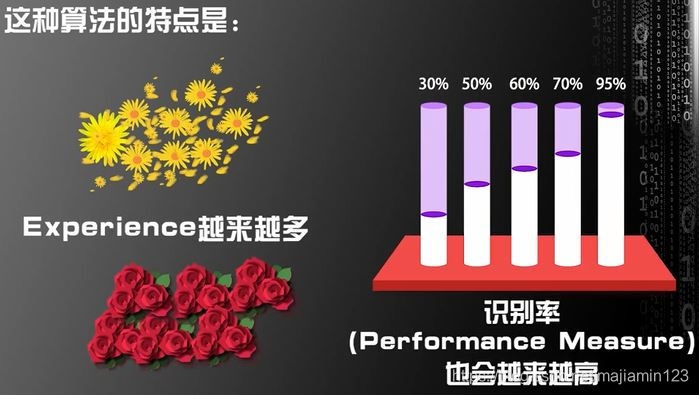 这种算法的特点是：
30% 50% 60% 70% 95%
Experience越来越多
识别率
(Performance Measure)
也会越来越高
majiamin123